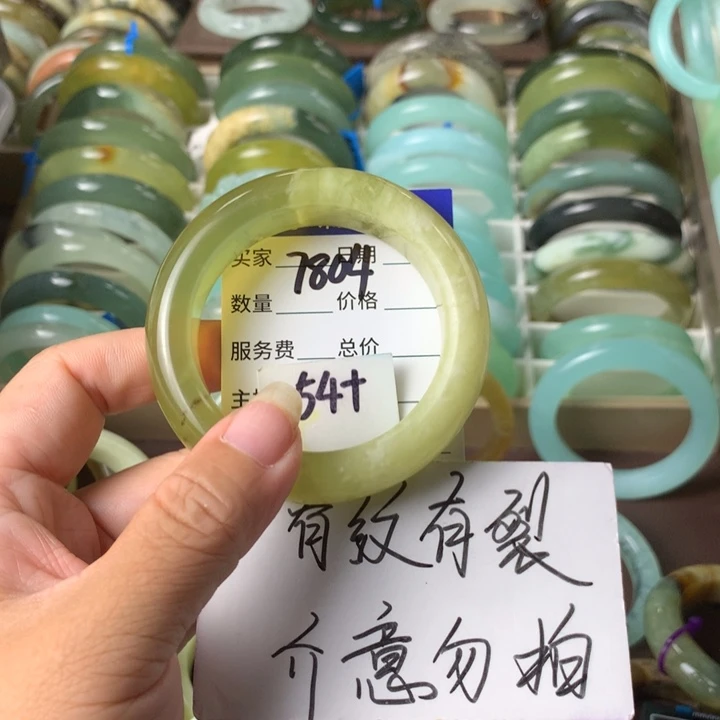 买家 7804 日期
数量 价格
服务费 总价
主 54+
有纹有裂
介意勿拍